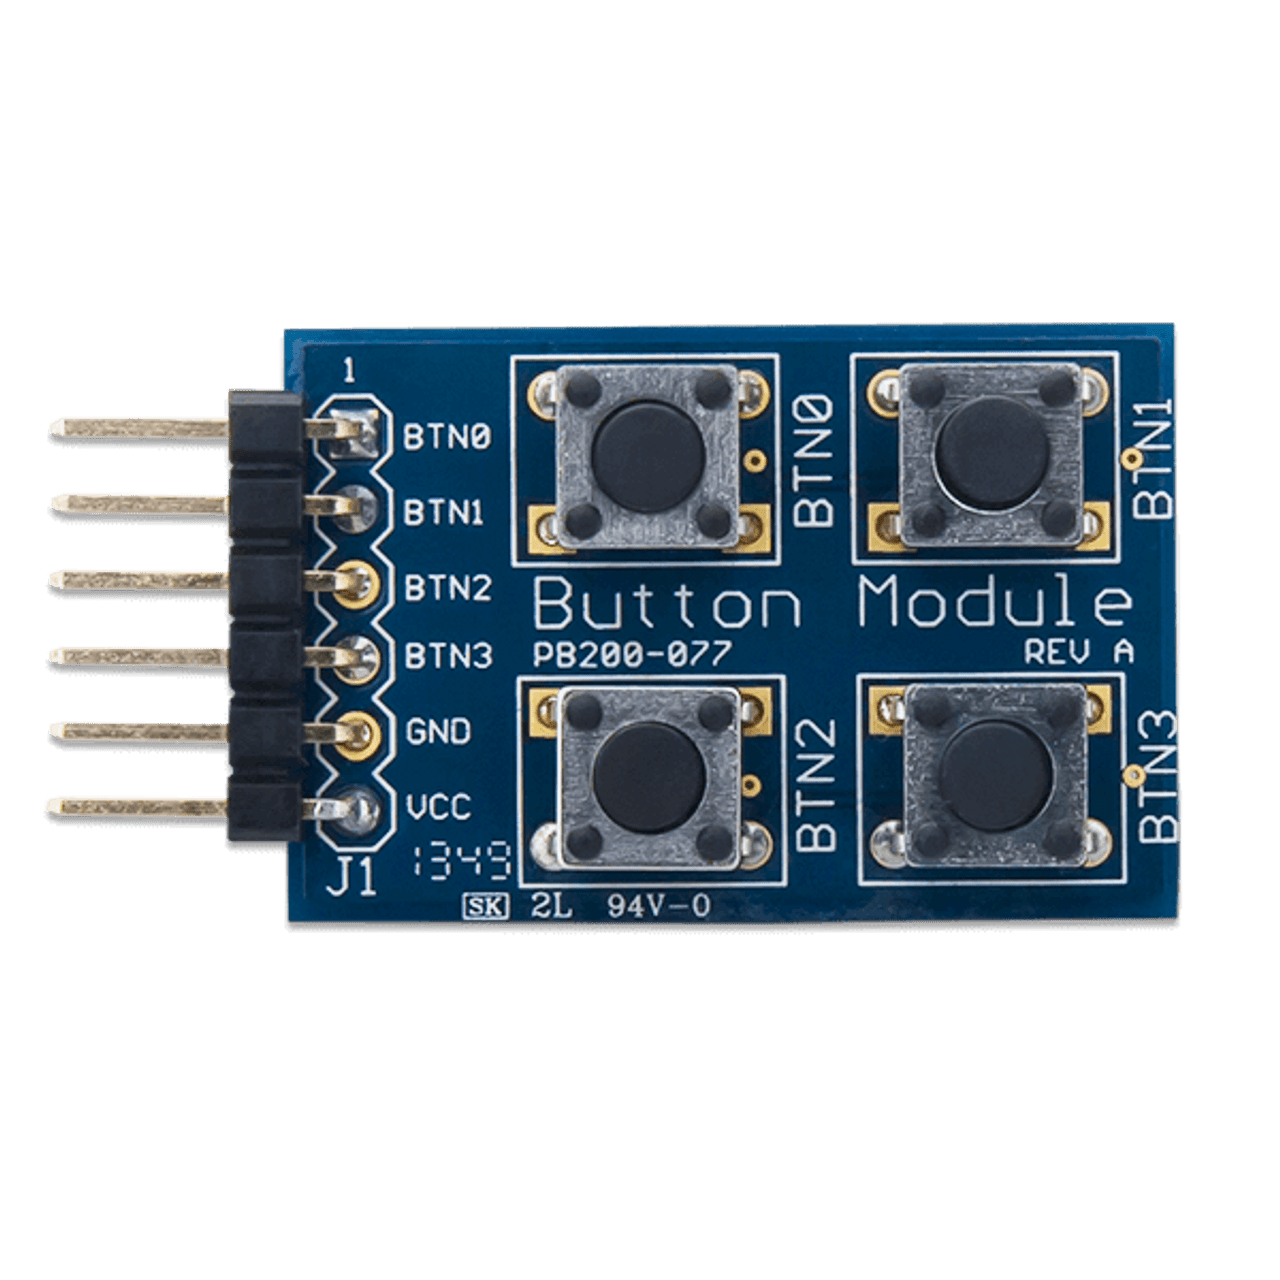 1
BTN0
BTN1
BTN2
BTN3
GND
VCC
J1
1349
BTN0
BTN1
Button Module
PB200-077
REV A
BTN2
BTN3
SK 2L 94V-0